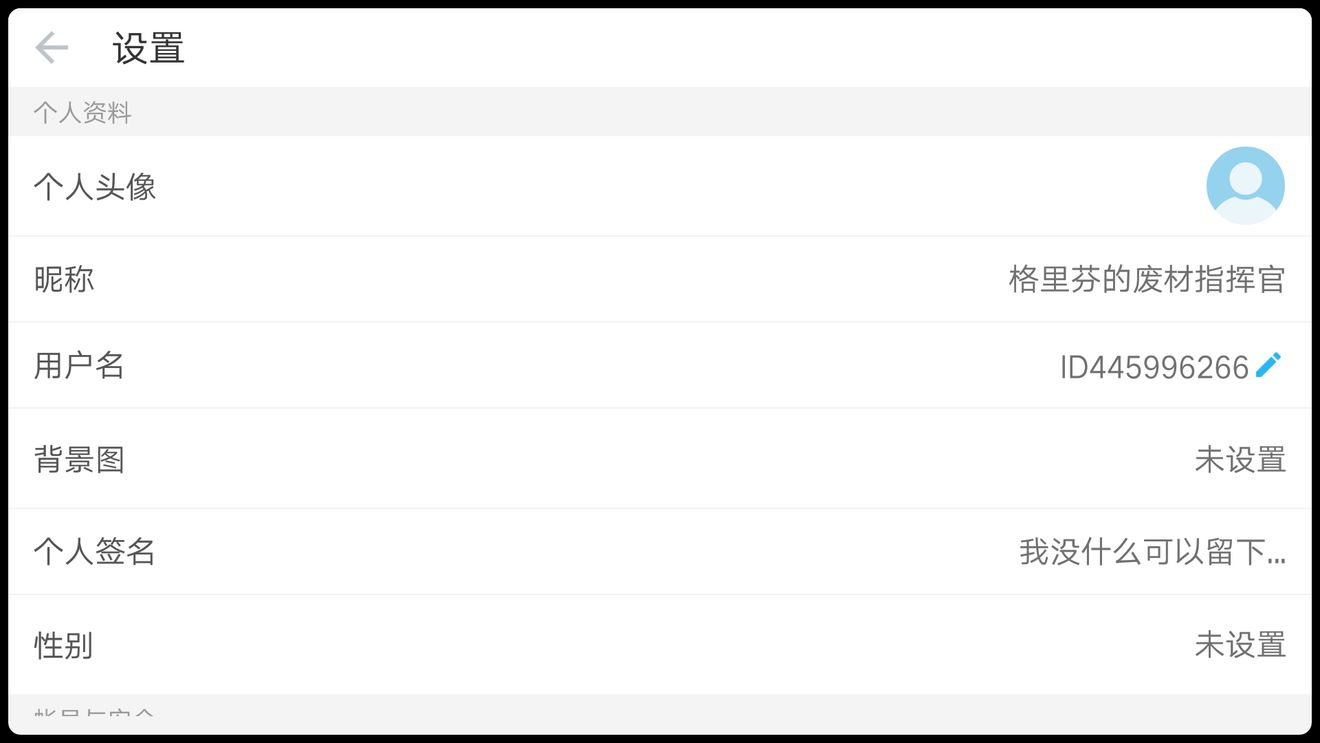 设置
个人资料
个人头像
昵称 格里芬的废材指挥官
用户名 ID445996266
背景图 未设置
个人签名 我没什么可以留下...
性别 未设置